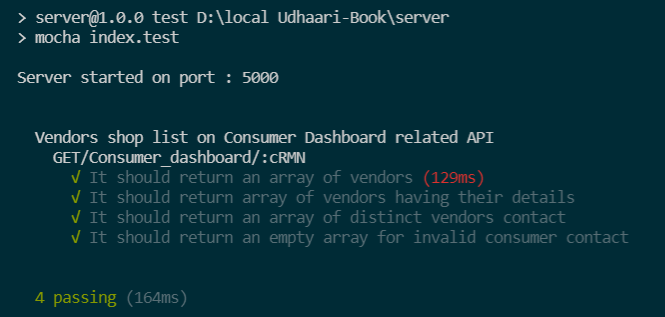 > server@1.0.0 test D:\local Udhaari-Book\server
> mocha index.test
Server started on port : 5000
Vendors shop list on Consumer Dashboard related API
GET/Consumer_dashboard/:cRMN
√ It should return an array of vendors (129ms)
√ It should return array of vendors having their details
√ It should return an array of distinct vendors contact
√ It should return an empty array for invalid consumer contact
4 passing (164ms)